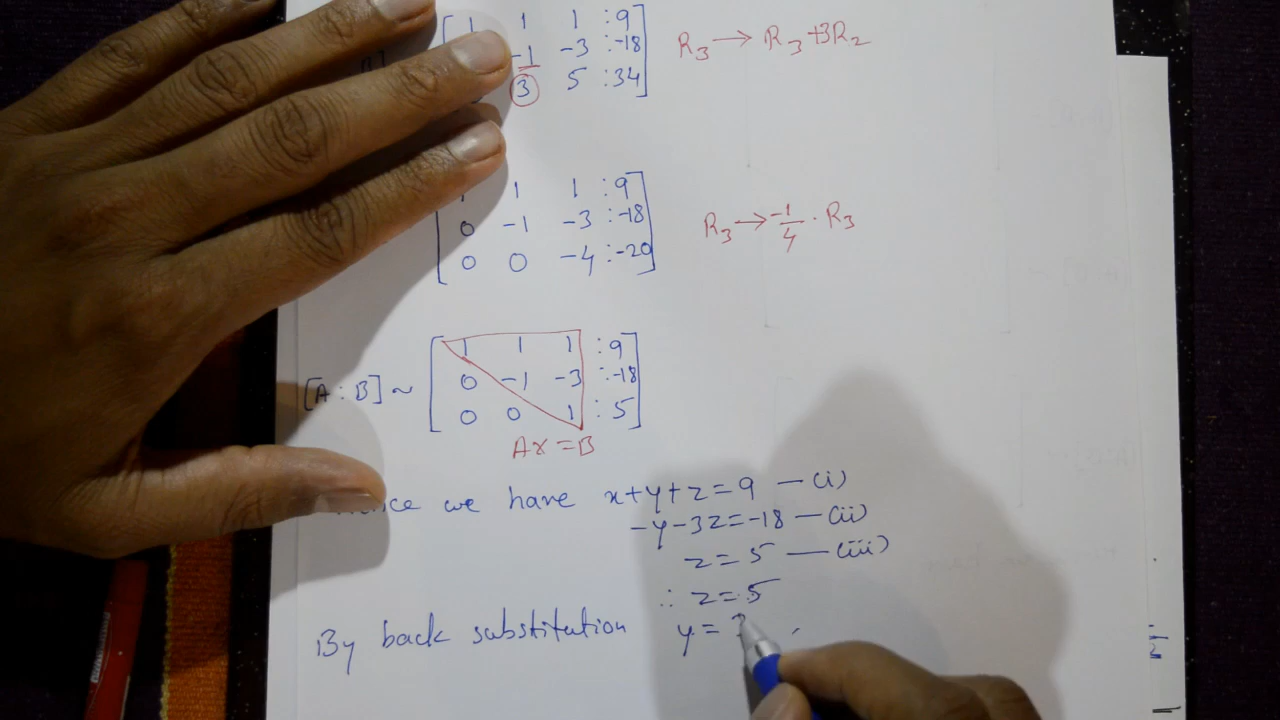 1 1 1 : 9
-1 -3 : -18 R3 → R3 + 3R2
3 5 : 34
1 1 1 : 9
0 -1 -3 : -18 R3 → -1/4 · R3
0 0 -4 : -20
1 1 1 : 9
[A : B] ~ 0 -1 -3 : -18
0 0 1 : 5
AX = B
we have x+y+z=9 — (i)
-y-3z=-18 — (ii)
z=5 — (iii)
∴ z=5
By back substitution y =